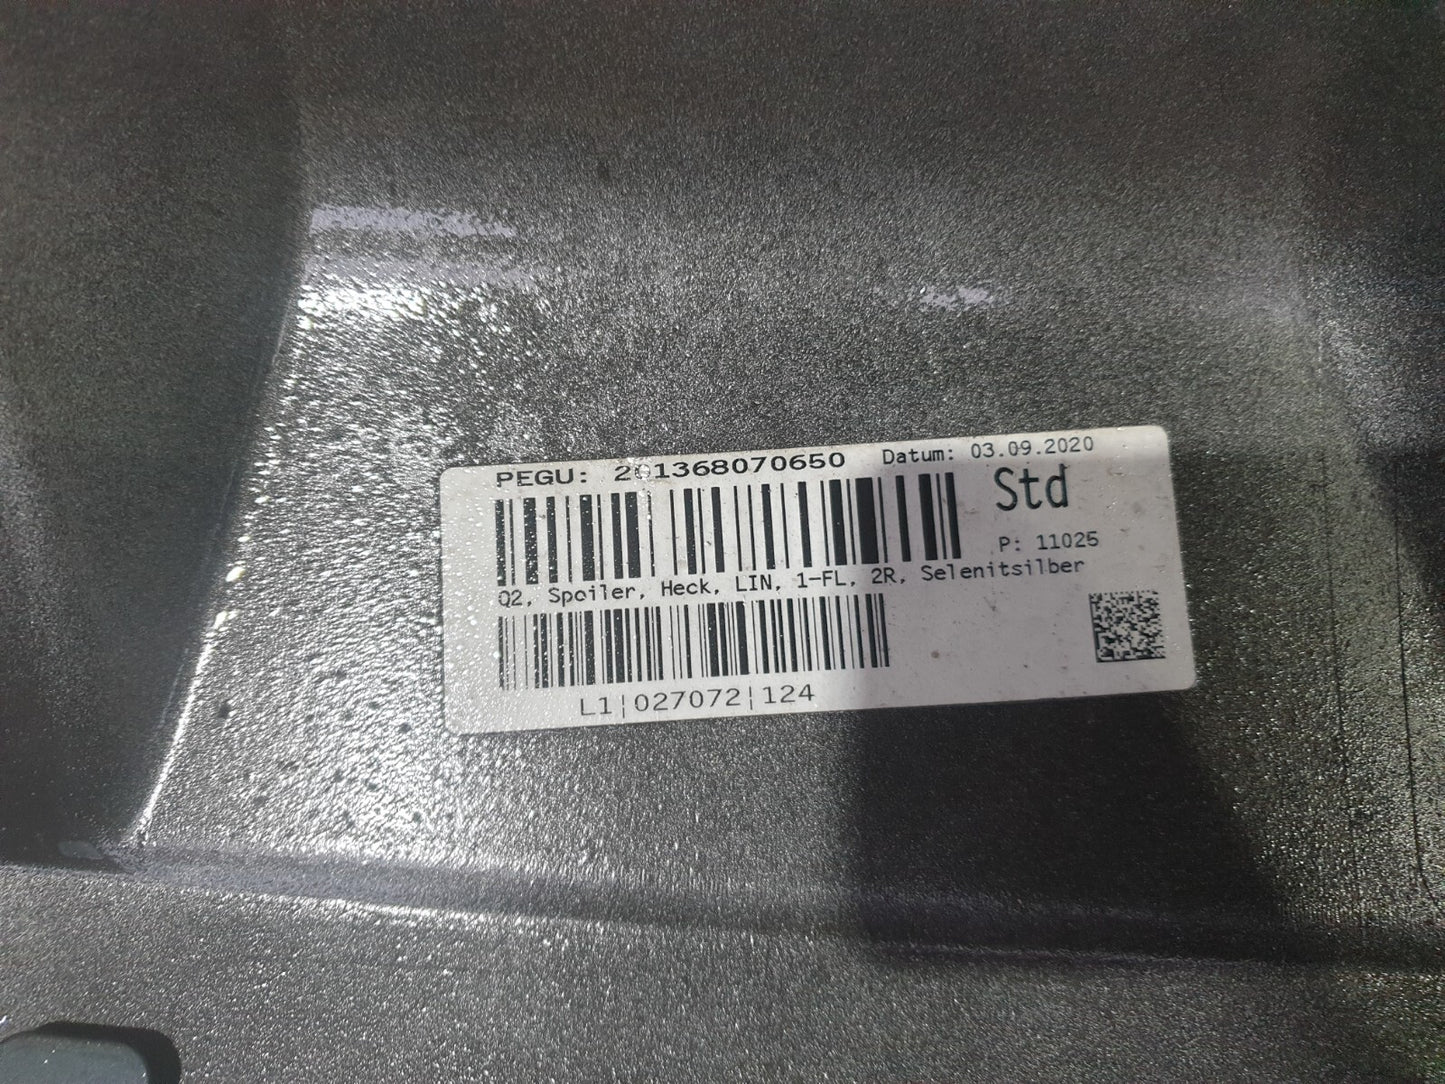 PEGU: 201368070650 Datum: 03.09.2020
Std
P: 11025
Q2, Spoiler, Heck, LIN, 1-FL, 2R, Selenitsilber
L1|027072|124